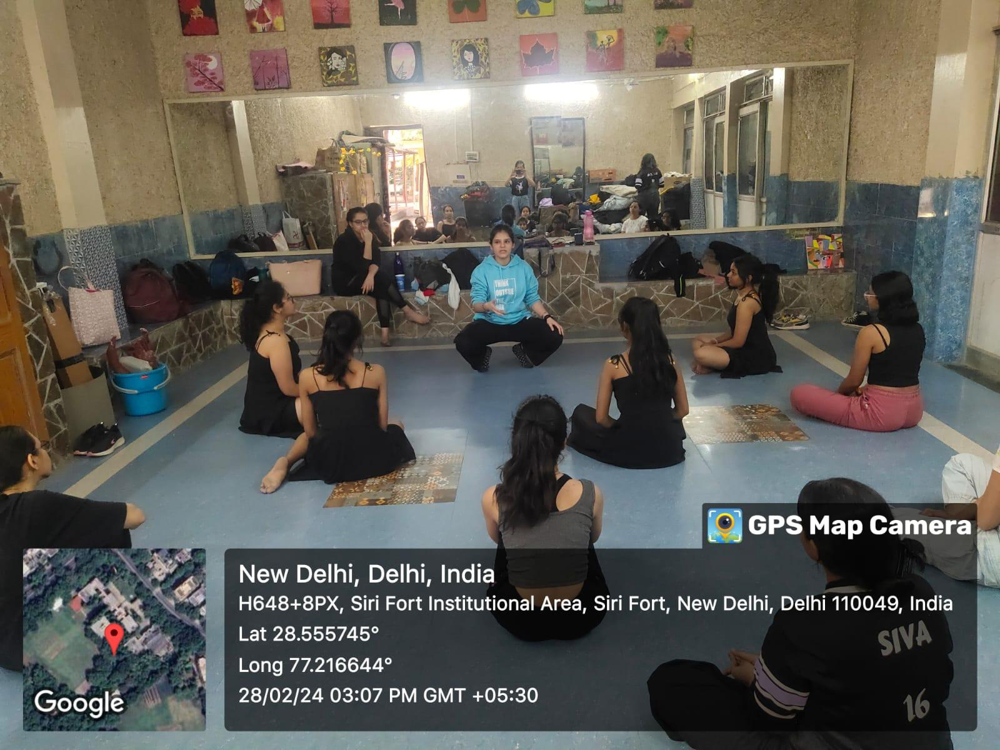 THINK
OUTSIDE
THE
BOX
GPS Map Camera
New Delhi, Delhi, India
H648+8PX, Siri Fort Institutional Area, Siri Fort, New Delhi, Delhi 110049, India
Lat 28.555745°
Long 77.216644°
28/02/24 03:07 PM GMT +05:30
Google
SIVA
16